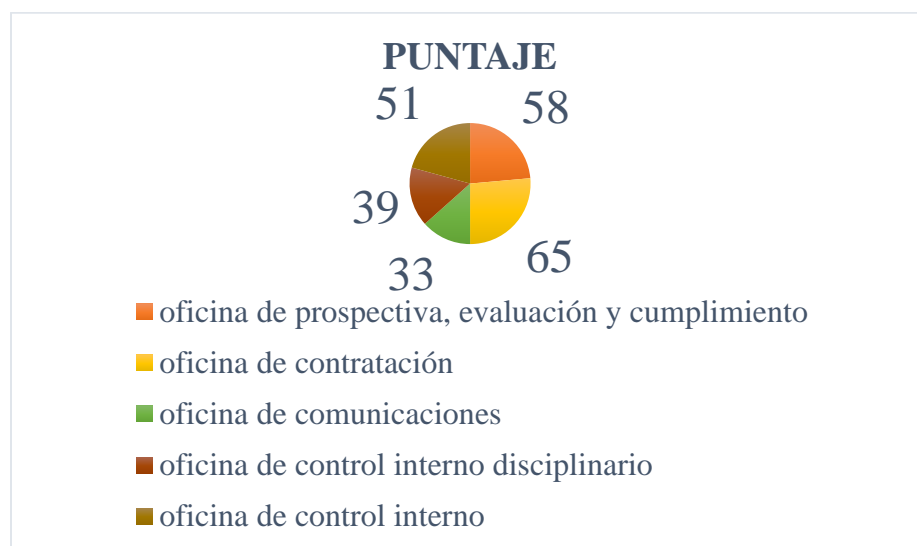 PUNTAJE
51
58
39
33
65
oficina de prospectiva, evaluación y cumplimiento
oficina de contratación
oficina de comunicaciones
oficina de control interno disciplinario
oficina de control interno